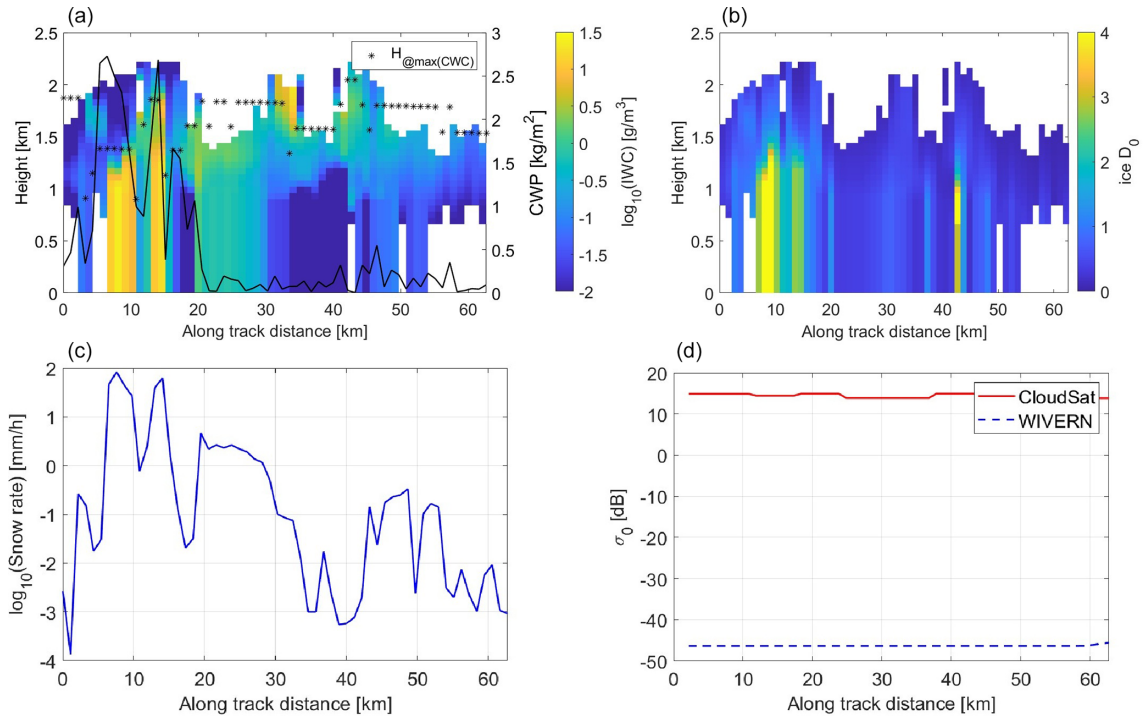 (a)
2.5
2
1.5
1
0.5
0
Height [km]
0 10 20 30 40 50 60
Along track distance [km]
H@max(CWC)
3
2.5
2
1.5
1
0.5
0
CWP [kg/m²]
1.5
1
0.5
0
-0.5
-1
-1.5
-2
log₁₀(IWC) [g/m³]
(b)
2.5
2
1.5
1
0.5
0
Height [km]
0 10 20 30 40 50 60
Along track distance [km]
4
3
2
1
0
ice D₀
(c)
2
1
0
-1
-2
-3
-4
log₁₀(Snow rate) [mm/h]
0 10 20 30 40 50 60
Along track distance [km]
(d)
20
15
0
-10
-20
-30
-40
-50
σ₀ [dB]
CloudSat
WIVERN
0 10 20 30 40 50 60
Along track distance [km]